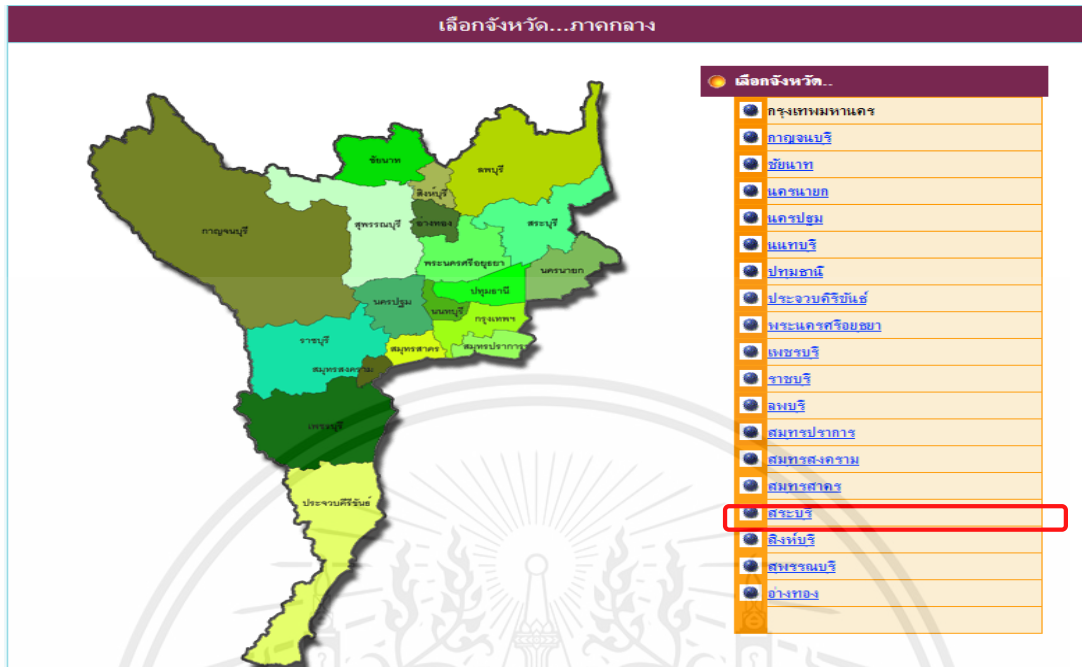 เลือกจังหวัด...ภาคกลาง
เลือกจังหวัด..
กรุงเทพมหานคร
กาญจนบุรี
ชัยนาท
นครนายก
นครปฐม
นนทบุรี
ปทุมธานี
ประจวบคีรีขันธ์
พระนครศรีอยุธยา
เพชรบุรี
ราชบุรี
ลพบุรี
สมุทรปราการ
สมุทรสงคราม
สมุทรสาคร
สระบุรี
สิงห์บุรี
สุพรรณบุรี
อ่างทอง
ชัยนาท
ลพบุรี
สิงห์บุรี
กาญจนบุรี
สุพรรณบุรี
อ่างทอง
สระบุรี
พระนครศรีอยุธยา
นครนายก
ปทุมธานี
นครปฐม
นนทบุรี
กรุงเทพฯ
ราชบุรี
สมุทรสาคร
สมุทรปราการ
สมุทรสงคราม
เพชรบุรี
ประจวบคีรีขันธ์